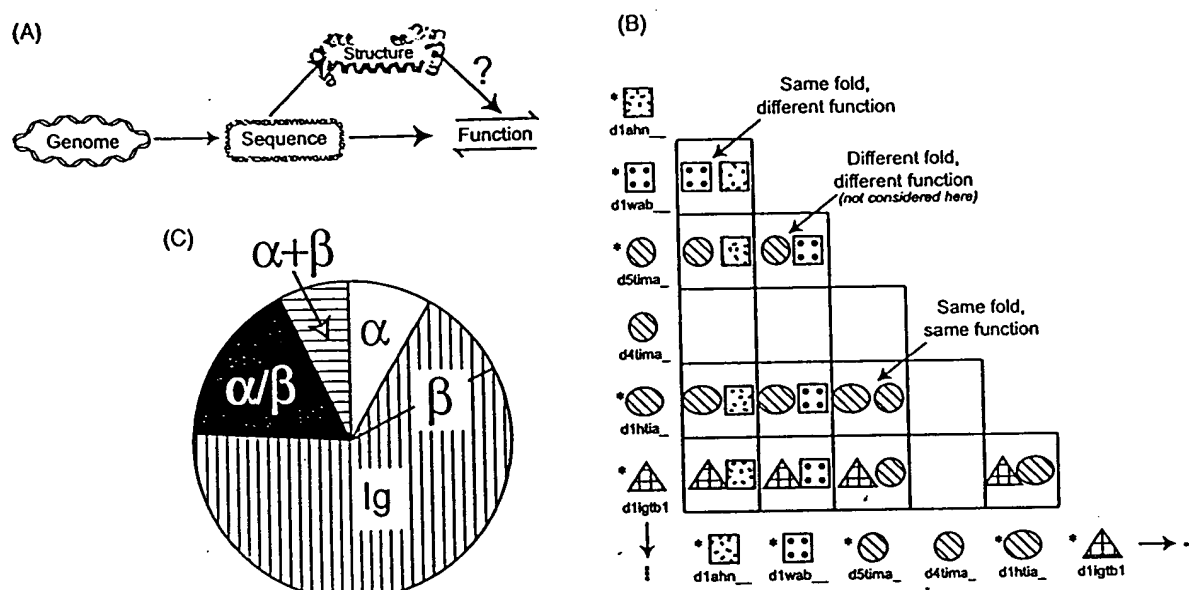 (A)
Structure
?
Genome
Sequence
Function
(B)
Same fold,
different function
* d1ahn__
Different fold,
different function
(not considered here)
* d1wab__
* d5tima_
d4tima_
Same fold,
same function
* d1htia_
* d1igtb1
* d1ahn__ * d1wab__ * d5tima_ d4tima_ * d1htia_ * d1igtb1
(C)
α+β
α
α/β
β
Ig